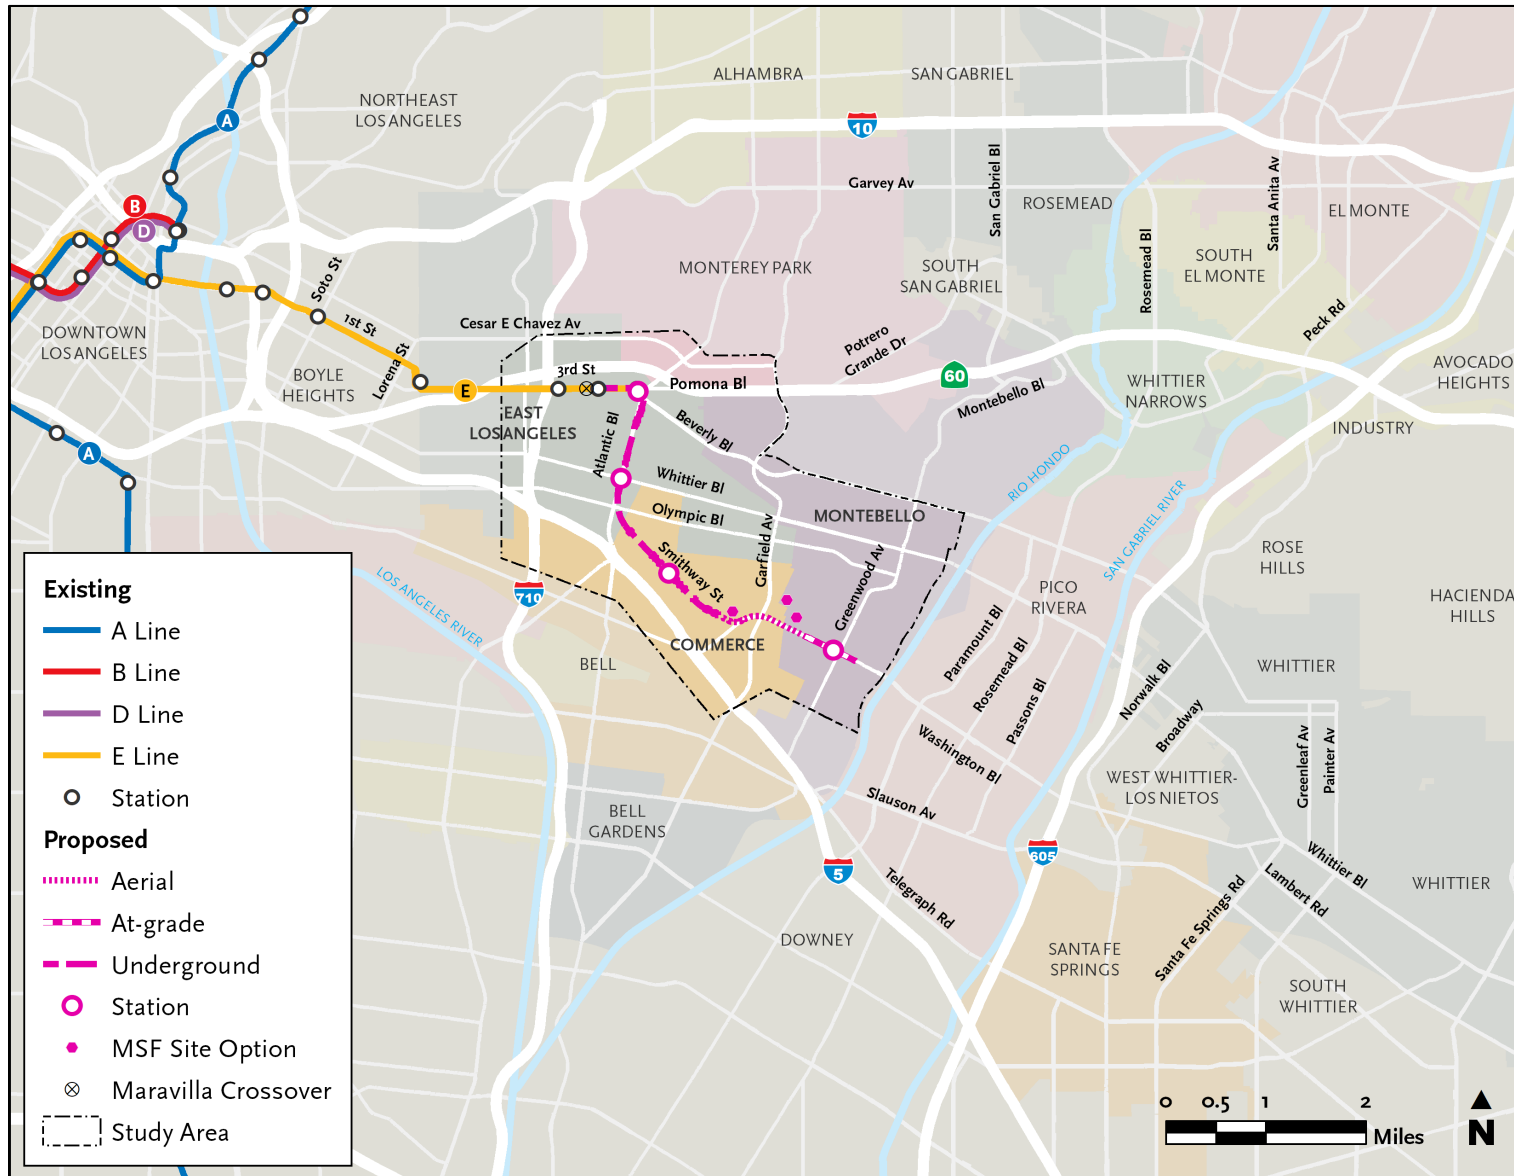 ALHAMBRA
SAN GABRIEL
NORTHEAST
LOS ANGELES
A
10
Garvey Av
San Gabriel Bl
ROSEMEAD
Santa Anita Av
EL MONTE
B
D
Rosemead Bl
SOUTH
EL MONTE
MONTEREY PARK
SOUTH
SAN GABRIEL
Soto St
1st St
Cesar E Chavez Av
Peck Rd
DOWNTOWN
LOS ANGELES
Lorena St
Potrero
Grande Dr
AVOCADO
HEIGHTS
BOYLE
HEIGHTS
E
3rd St
Pomona Bl
60
Montebello Bl
WHITTIER
NARROWS
EAST
LOS ANGELES
Atlantic Bl
Beverly Bl
INDUSTRY
A
Whittier Bl
RIO HONDO
SAN GABRIEL RIVER
Olympic Bl
MONTEBELLO
Garfield Av
Smithway St
Greenwood Av
ROSE
HILLS
PICO
RIVERA
HACIENDA
HILLS
710
LOS ANGELES RIVER
COMMERCE
BELL
Paramount Bl
Rosemead Bl
Passons Bl
WHITTIER
Norwalk Bl
Broadway
Greenleaf Av
Painter Av
Washington Bl
WEST WHITTIER-
LOS NIETOS
Slauson Av
BELL
GARDENS
605
5
Whittier Bl
Lambert Rd
WHITTIER
Telegraph Rd
Santa Fe Springs Rd
DOWNEY
SANTA FE
SPRINGS
SOUTH
WHITTIER
Existing
A Line
B Line
D Line
E Line
Station
Proposed
Aerial
At-grade
Underground
Station
MSF Site Option
Maravilla Crossover
Study Area
0 0.5 1 2
Miles
N